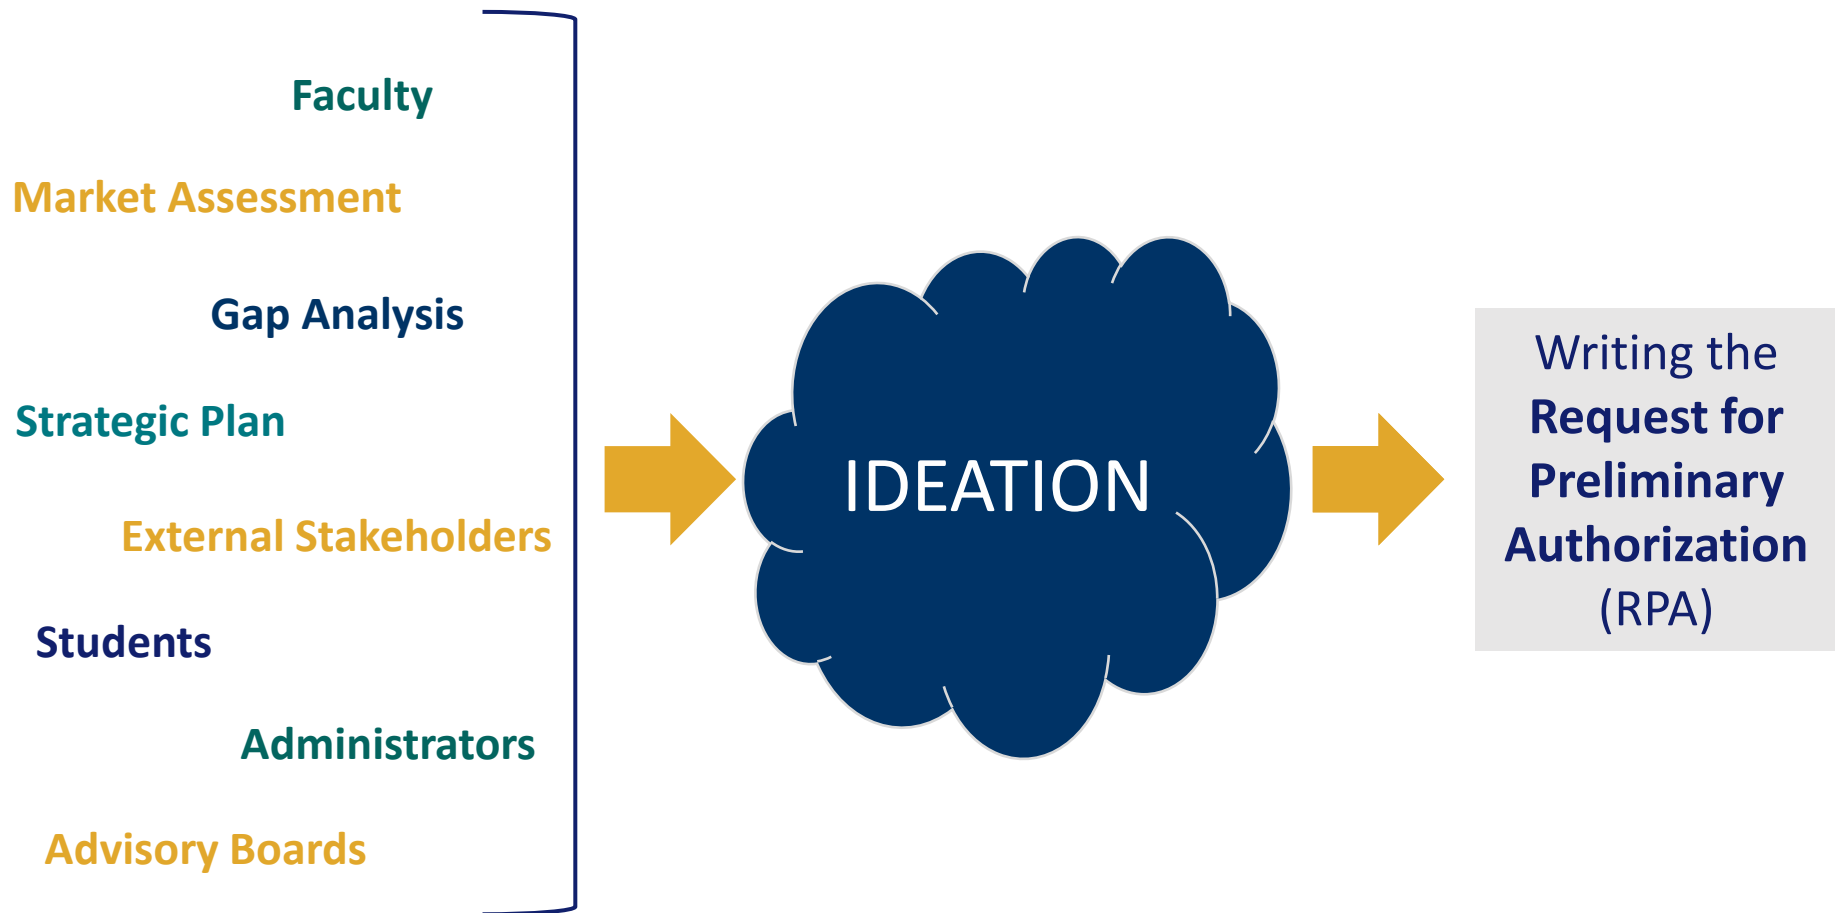 Faculty
Market Assessment
Gap Analysis
Strategic Plan
External Stakeholders
Students
Administrators
Advisory Boards
IDEATION
Writing the
Request for
Preliminary
Authorization
(RPA)